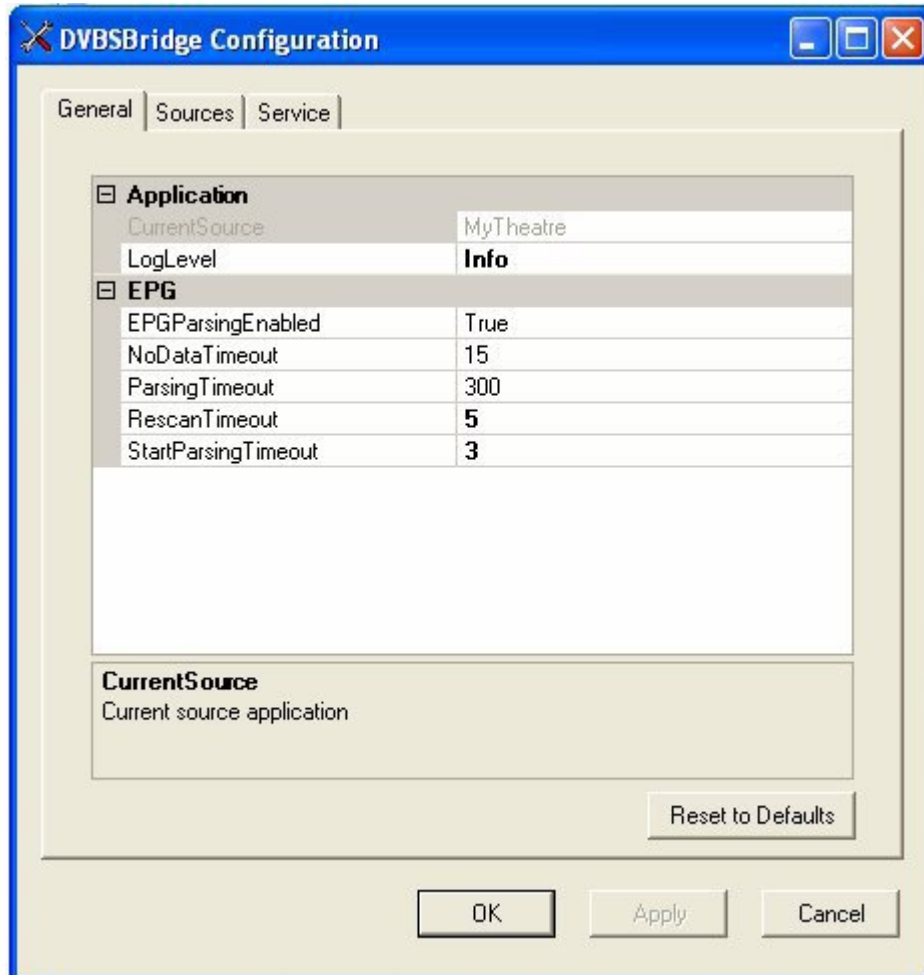 DVBSBridge Configuration
General Sources Service
Application
CurrentSource MyTheatre
LogLevel Info
EPG
EPGParsingEnabled True
NoDataTimeout 15
ParsingTimeout 300
RescanTimeout 5
StartParsingTimeout 3
CurrentSource
Current source application
Reset to Defaults
OK Apply Cancel